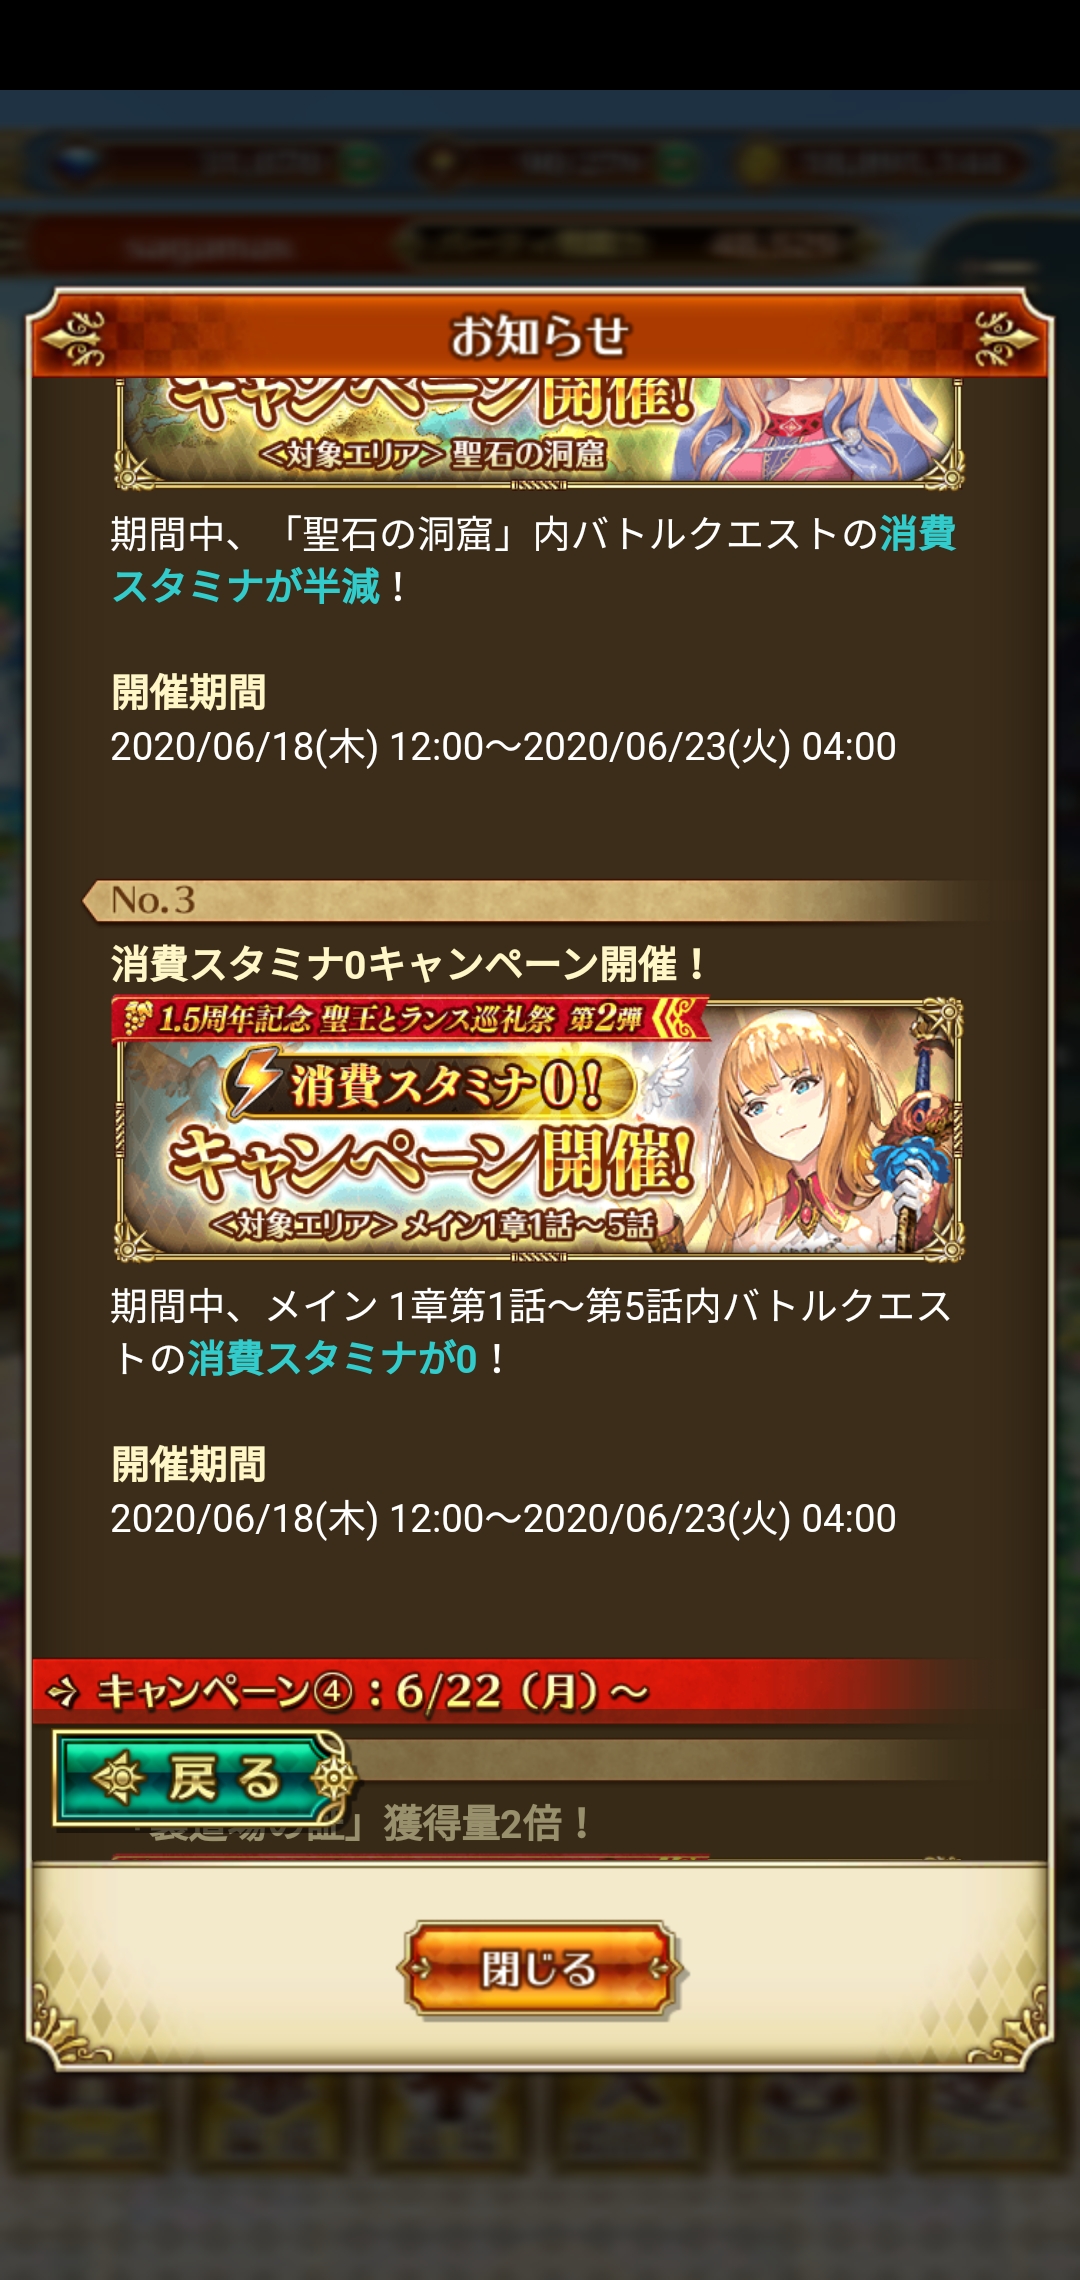 お知らせ
キャンペーン開催!
＜対象エリア＞聖石の洞窟
期間中、「聖石の洞窟」内バトルクエストの消費
スタミナが半減！
開催期間
2020/06/18(木) 12:00～2020/06/23(火) 04:00
No.3
消費スタミナ0キャンペーン開催！
1.5周年記念 聖王とランス巡礼祭 第2弾
消費スタミナ0!
キャンペーン開催!
＜対象エリア＞メイン1章1話～5話
期間中、メイン 1章第1話～第5話内バトルクエス
トの消費スタミナが0！
開催期間
2020/06/18(木) 12:00～2020/06/23(火) 04:00
キャンペーン④：6/22（月）～
戻る
」獲得量2倍！
閉じる